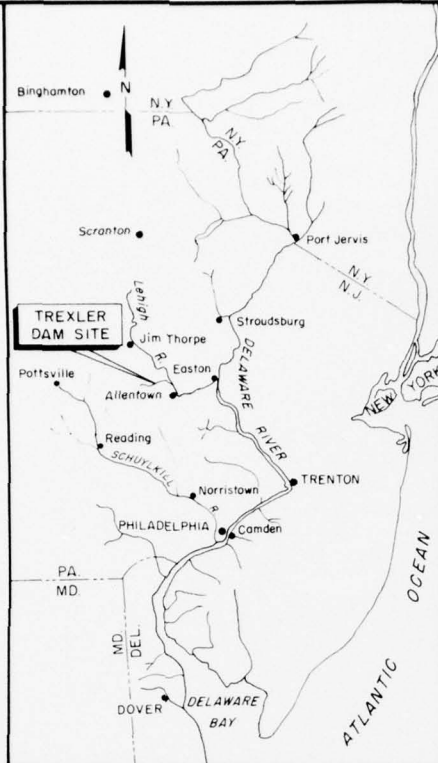 N
Binghamton
N.Y.
PA.
N.Y.
PA.
Scranton
Port Jervis
N.Y.
N.J.
TREXLER
DAM SITE
Lehigh
R.
Jim Thorpe
Stroudsburg
Easton
DELAWARE
RIVER
Pottsville
Allentown
NEW YORK
Reading
SCHUYLKILL
R.
TRENTON
Norristown
PHILADELPHIA
Camden
PA.
MD.
MD.
DEL.
DOVER
DELAWARE
BAY
ATLANTIC OCEAN